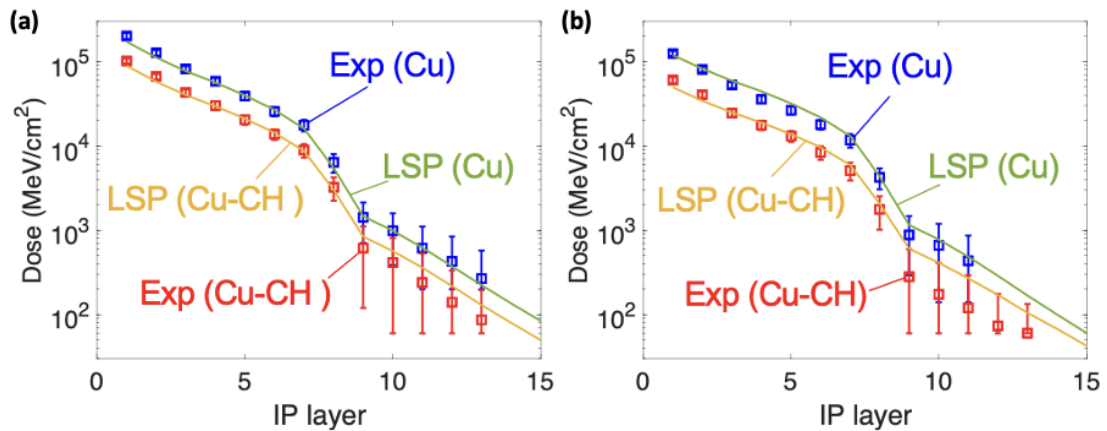 (a)
Dose (MeV/cm²)
10⁵
10⁴
10³
10²
Exp (Cu)
LSP (Cu)
LSP (Cu-CH )
Exp (Cu-CH )
0
5
10
15
IP layer
(b)
Dose (MeV/cm²)
10⁵
10⁴
10³
10²
Exp (Cu)
LSP (Cu)
LSP (Cu-CH)
Exp (Cu-CH)
0
5
10
15
IP layer